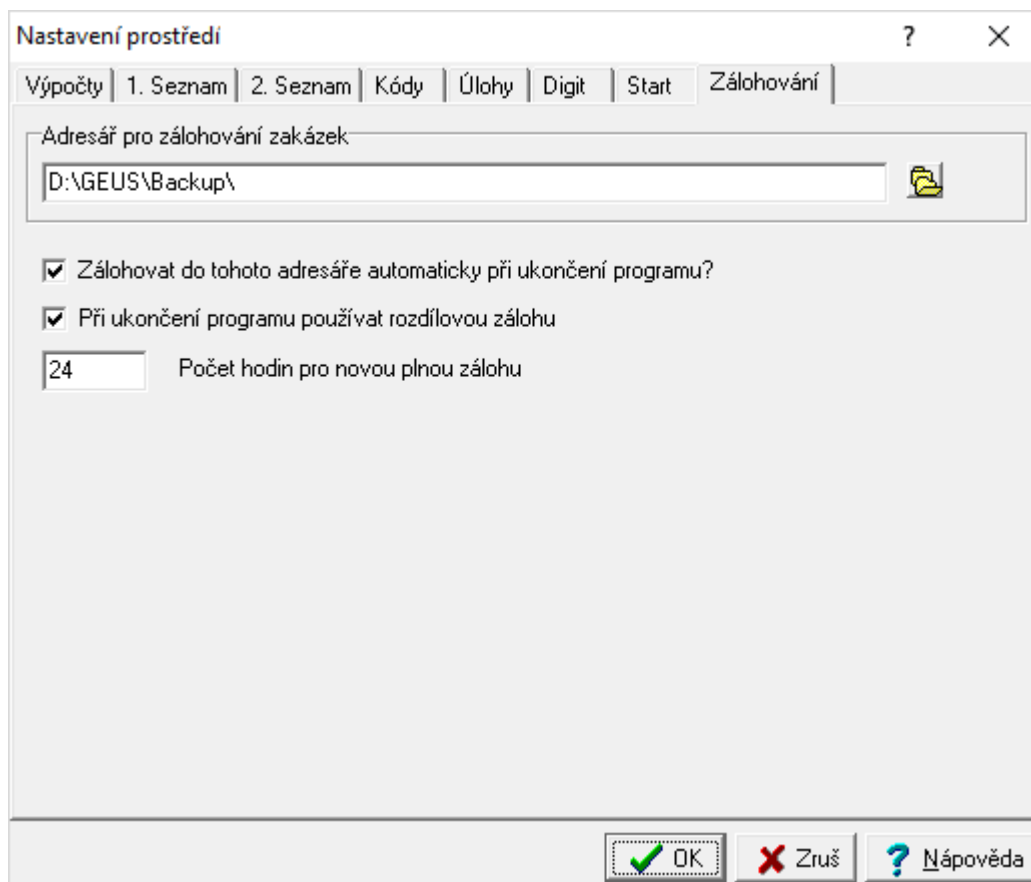 Nastavení prostředí
Výpočty 1. Seznam 2. Seznam Kódy Úlohy Digit Start Zálohování
Adresář pro zálohování zakázek
D:\GEUS\Backup\
Zálohovat do tohoto adresáře automaticky při ukončení programu?
Při ukončení programu používat rozdílovou zálohu
24 Počet hodin pro novou plnou zálohu
OK Zruš Nápověda